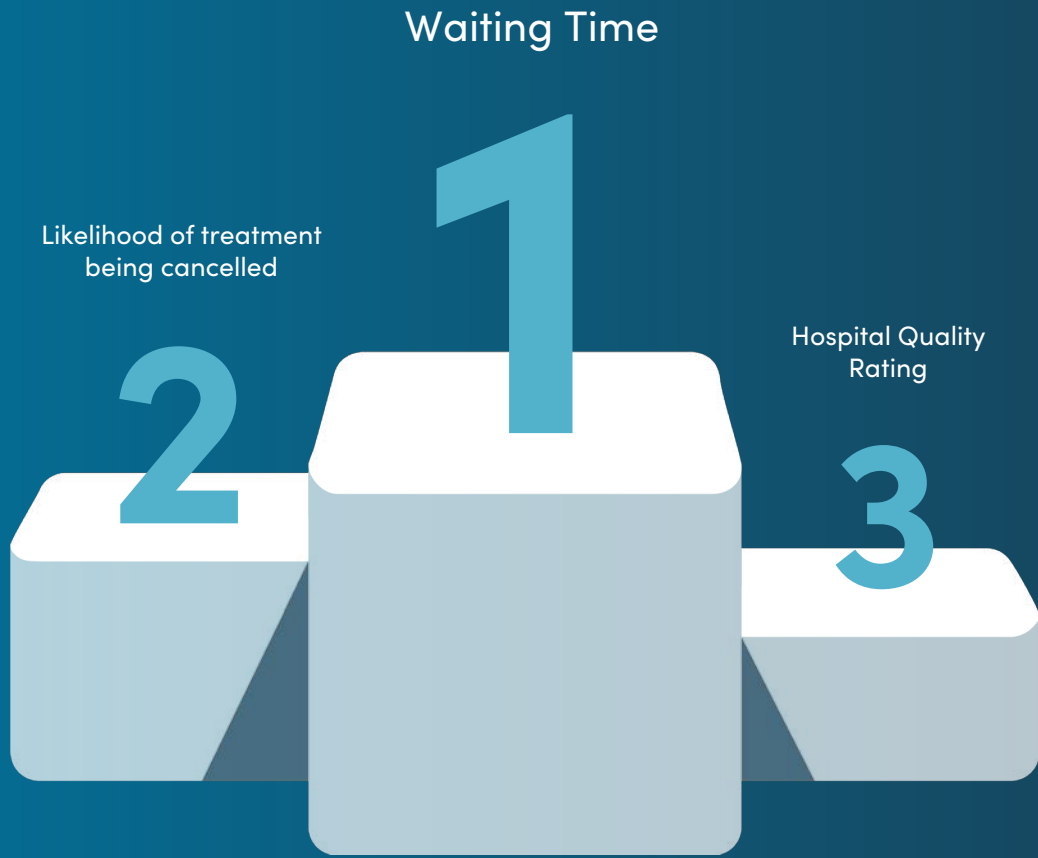 Waiting Time
1
Likelihood of treatment
being cancelled
2
Hospital Quality
Rating
3